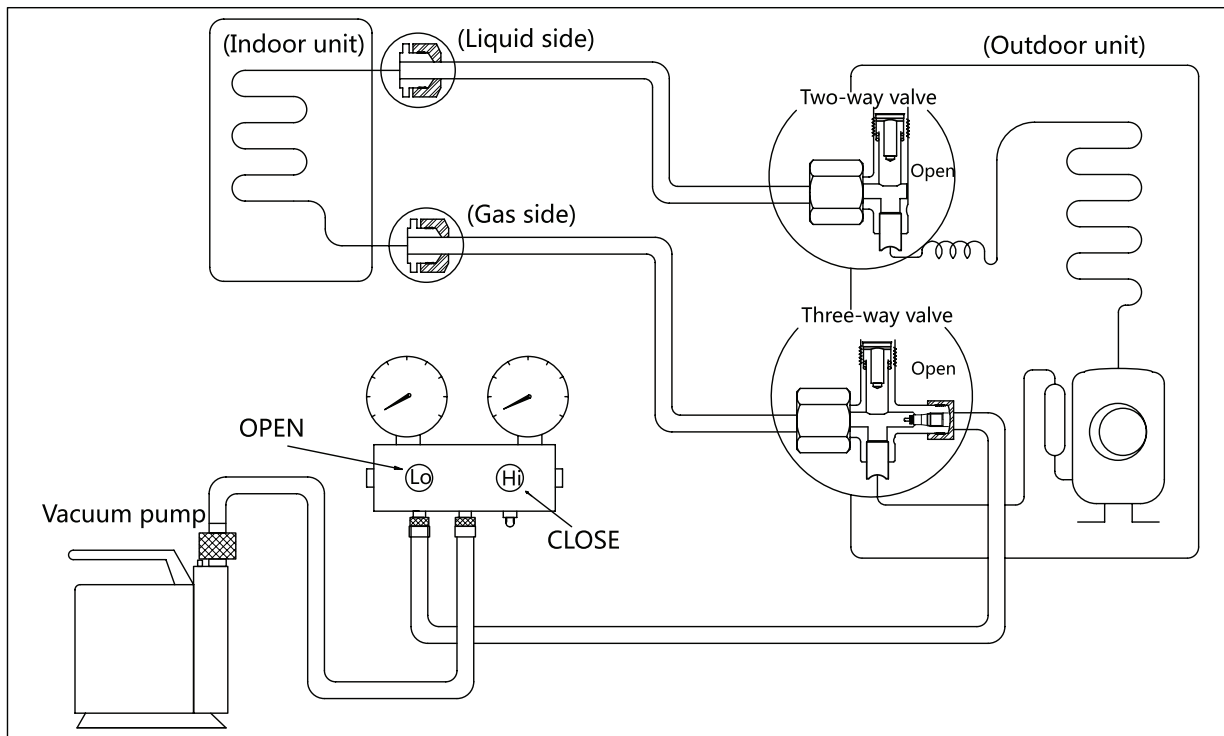 (Indoor unit)
(Liquid side)
(Outdoor unit)
Two-way valve
Open
(Gas side)
Three-way valve
Open
OPEN
Lo
Hi
CLOSE
Vacuum pump